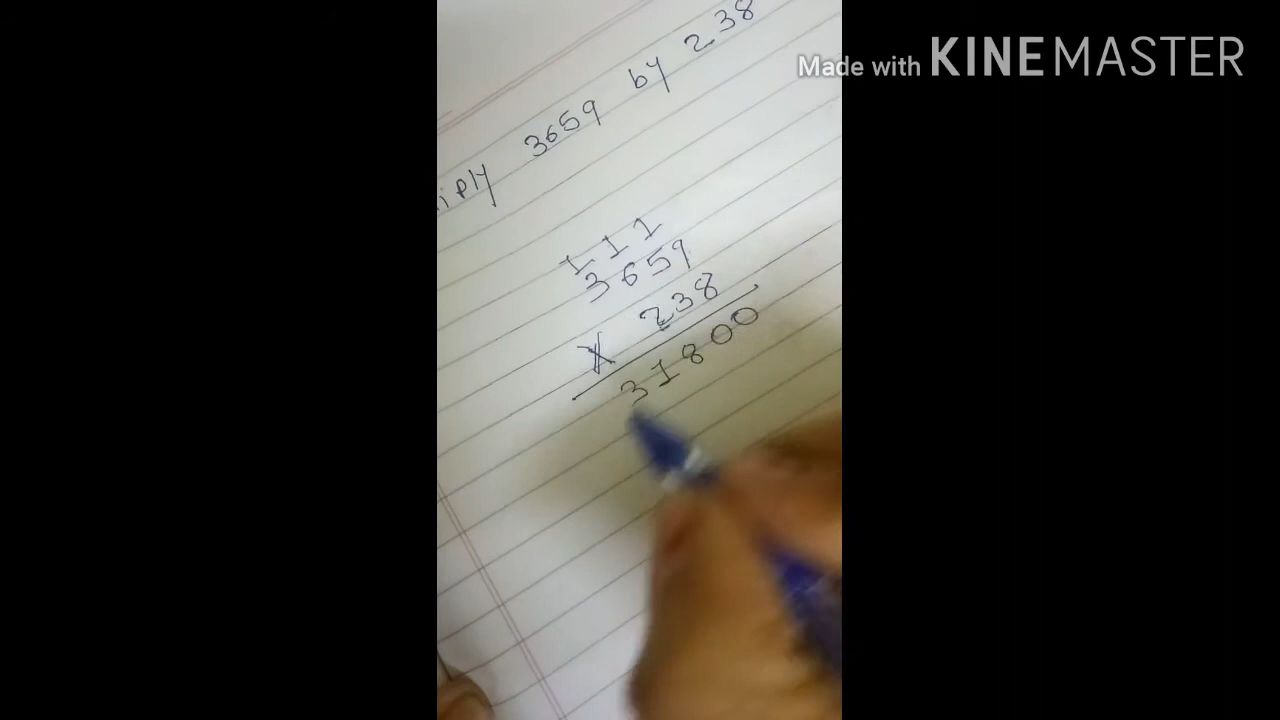 Made with KINEMASTER
iply 3659 by 238
1 1 1
3659
X 238
31800